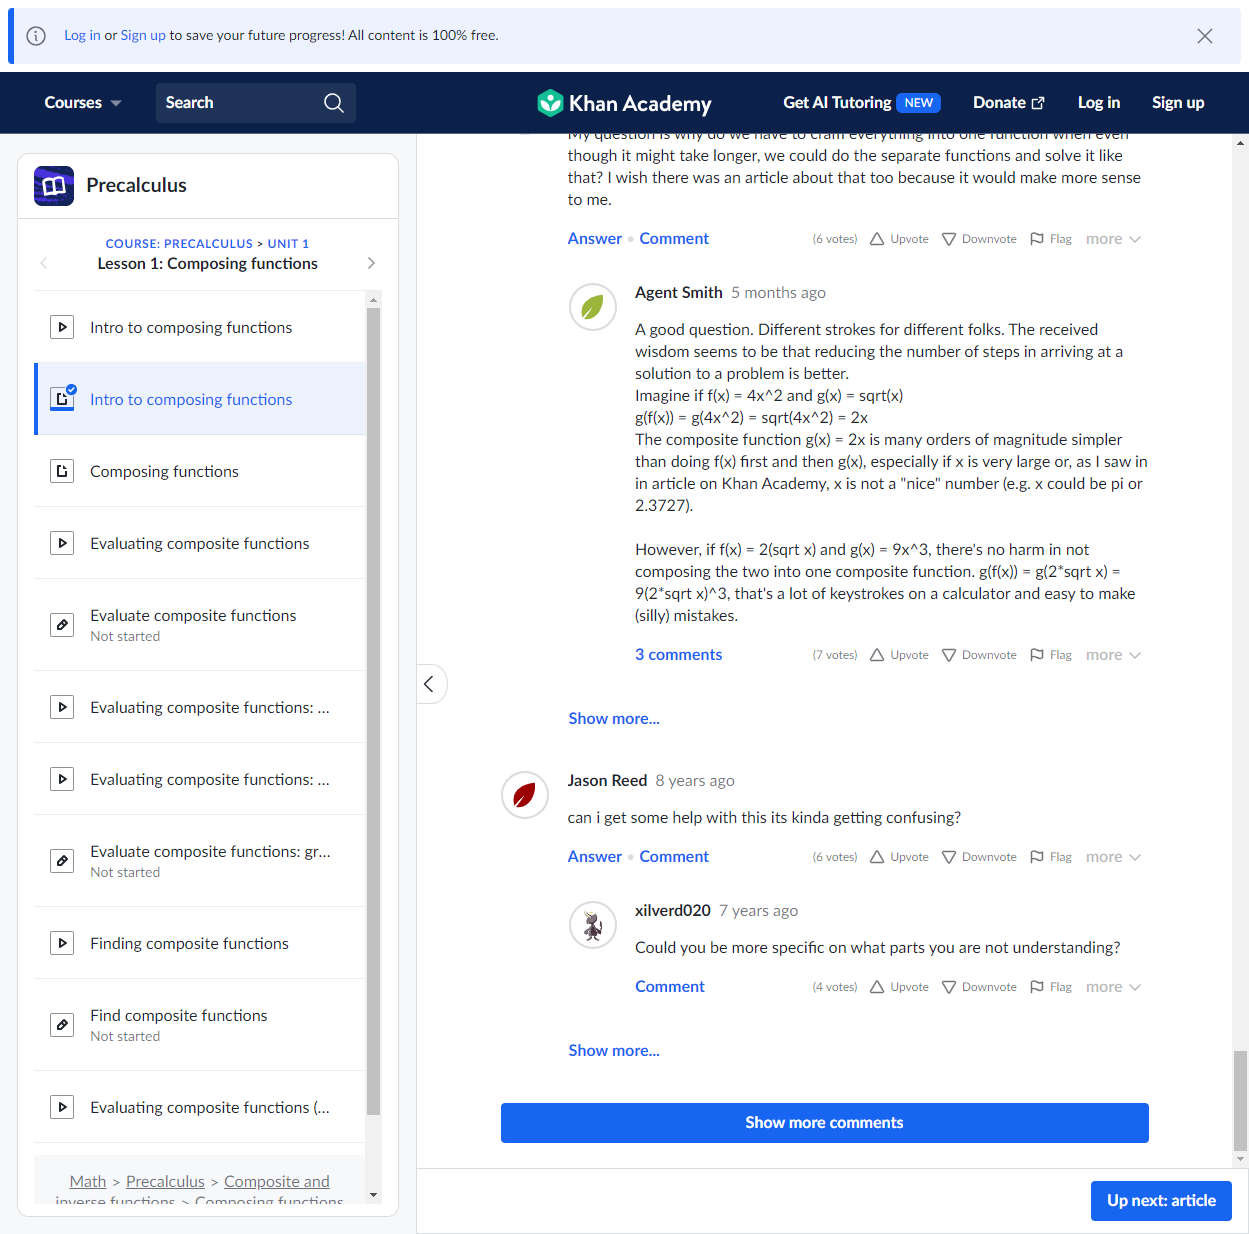 Log in or Sign up to save your future progress! All content is 100% free.
Courses
Search
Khan Academy
Get AI Tutoring NEW
Donate
Log in
Sign up
Precalculus
COURSE: PRECALCULUS > UNIT 1
Lesson 1: Composing functions
Intro to composing functions
Intro to composing functions
Composing functions
Evaluating composite functions
Evaluate composite functions
Not started
Evaluating composite functions: ...
Evaluating composite functions: ...
Evaluate composite functions: gr...
Not started
Finding composite functions
Find composite functions
Not started
Evaluating composite functions (...
Math > Precalculus > Composite and
inverse functions > Composing functions
My question is why do we have to cram everything into one function when even
though it might take longer, we could do the separate functions and solve it like
that? I wish there was an article about that too because it would make more sense
to me.
Answer • Comment (6 votes) Upvote Downvote Flag more
Agent Smith 5 months ago
A good question. Different strokes for different folks. The received
wisdom seems to be that reducing the number of steps in arriving at a
solution to a problem is better.
Imagine if f(x) = 4x^2 and g(x) = sqrt(x)
g(f(x)) = g(4x^2) = sqrt(4x^2) = 2x
The composite function g(x) = 2x is many orders of magnitude simpler
than doing f(x) first and then g(x), especially if x is very large or, as I saw in
in article on Khan Academy, x is not a "nice" number (e.g. x could be pi or
2.3727).
However, if f(x) = 2(sqrt x) and g(x) = 9x^3, there's no harm in not
composing the two into one composite function. g(f(x)) = g(2*sqrt x) =
9(2*sqrt x)^3, that's a lot of keystrokes on a calculator and easy to make
(silly) mistakes.
3 comments (7 votes) Upvote Downvote Flag more
Show more...
Jason Reed 8 years ago
can i get some help with this its kinda getting confusing?
Answer • Comment (6 votes) Upvote Downvote Flag more
xilverd020 7 years ago
Could you be more specific on what parts you are not understanding?
Comment (4 votes) Upvote Downvote Flag more
Show more...
Show more comments
Up next: article